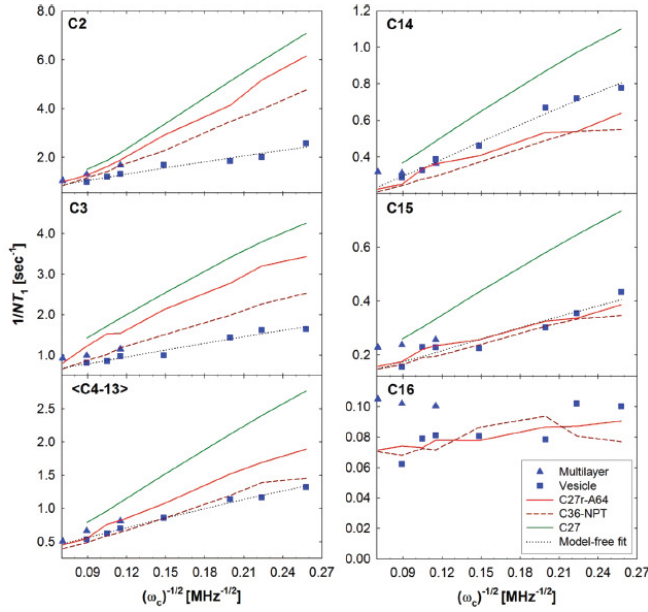 C2
8.0
6.0
4.0
2.0
C3
4.0
3.0
2.0
1.0
<C4-13>
2.5
2.0
1.5
1.0
0.5
0.09 0.12 0.15 0.18 0.21 0.24 0.27
(ωc)-1/2 [MHz-1/2]
1/NT1 [sec-1]
C14
1.2
1.0
0.8
0.6
0.4
C15
0.6
0.4
0.2
C16
0.10
0.08
0.06
0.04
0.02
0.00
0.09 0.12 0.15 0.18 0.21 0.24 0.27
(ωc)-1/2 [MHz-1/2]
Multilayer
Vesicle
C27r-A64
C36-NPT
C27
Model-free fit